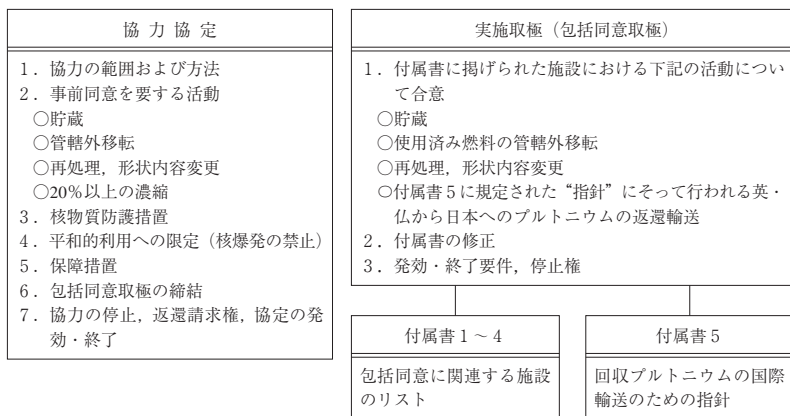 協 力 協 定
1．協力の範囲および方法
2．事前同意を要する活動
○貯蔵
○管轄外移転
○再処理，形状内容変更
○20％以上の濃縮
3．核物質防護措置
4．平和的利用への限定（核爆発の禁止）
5．保障措置
6．包括同意取極の締結
7．協力の停止，返還請求権，協定の発
効・終了
実施取極（包括同意取極）
1．付属書に掲げられた施設における下記の活動につい
て合意
○貯蔵
○使用済み燃料の管轄外移転
○再処理，形状内容変更
○付属書5に規定された“指針”にそって行われる英・
仏から日本へのプルトニウムの返還輸送
2．付属書の修正
3．発効・終了要件，停止権
付属書1～4
包括同意に関連する施設
のリスト
付属書5
回収プルトニウムの国際
輸送のための指針